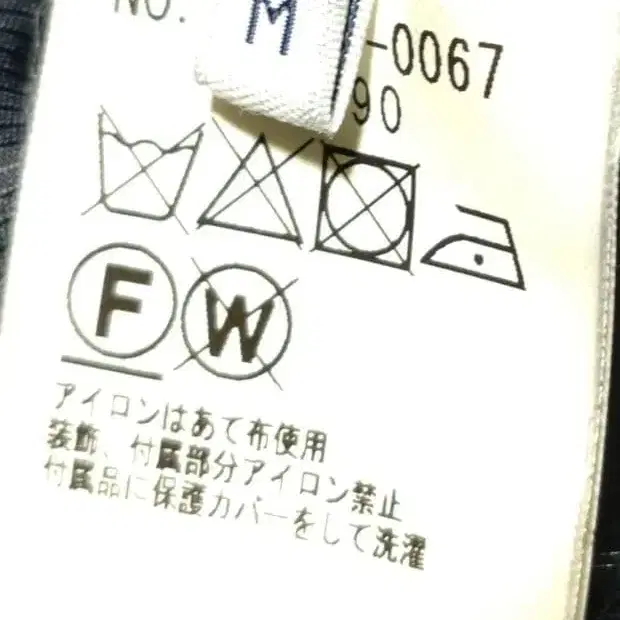 NO.
M
-0067
90
F
W
アイロンはあて布使用
装飾、付属部分アイロン禁止
付属品に保護カバーをして洗濯